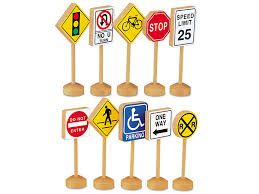 NO
U
TURN
STOP
SPEED
LIMIT
25
DO NOT
ENTER
PARKING
ONE
WAY
R R